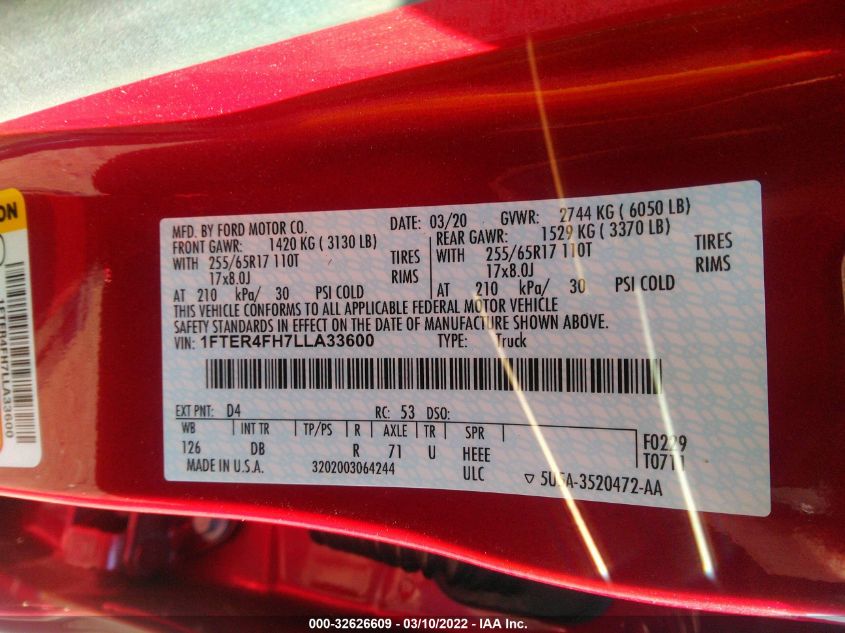 ON
1FTER4FH7LLA33600
MFD. BY FORD MOTOR CO.
DATE: 03/20 GVWR: 2744 KG ( 6050 LB)
FRONT GAWR: 1420 KG ( 3130 LB)
WITH 255/65R17 110T TIRES
17x8.0J RIMS
AT 210 kPa/ 30 PSI COLD
REAR GAWR: 1529 KG ( 3370 LB)
WITH 255/65R17 110T TIRES
17x8.0J RIMS
AT 210 kPa/ 30 PSI COLD
THIS VEHICLE CONFORMS TO ALL APPLICABLE FEDERAL MOTOR VEHICLE
SAFETY STANDARDS IN EFFECT ON THE DATE OF MANUFACTURE SHOWN ABOVE.
VIN: 1FTER4FH7LLA33600 TYPE: Truck
EXT PNT: D4 RC: 53 DSO:
WB INT TR TP/PS R AXLE TR SPR
126 DB R 71 U HEEE
F0229
T0711
MADE IN U.S.A. 3202003064244 ULC
-3520472-AA
000-32626609 - 03/10/2022 - IAA Inc.